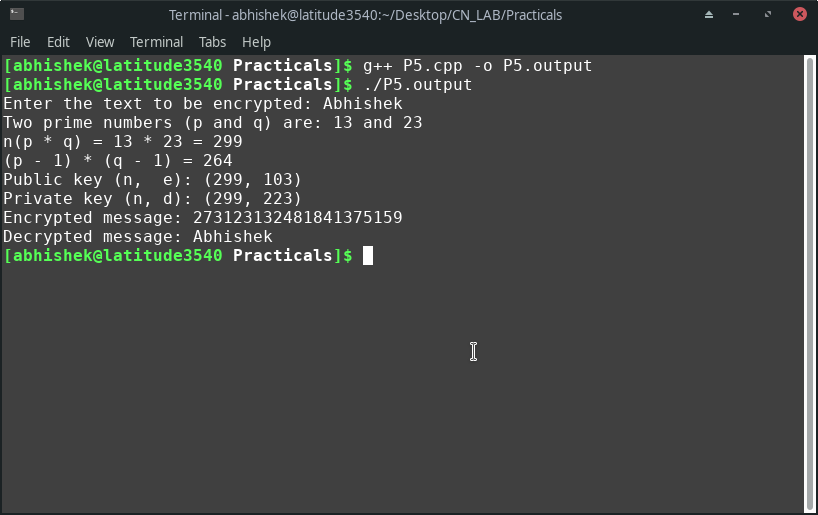 Terminal - abhishek@latitude3540:~/Desktop/CN_LAB/Practicals
File Edit View Terminal Tabs Help
[abhishek@latitude3540 Practicals]$ g++ P5.cpp -o P5.output
[abhishek@latitude3540 Practicals]$ ./P5.output
Enter the text to be encrypted: Abhishek
Two prime numbers (p and q) are: 13 and 23
n(p * q) = 13 * 23 = 299
(p - 1) * (q - 1) = 264
Public key (n,  e): (299, 103)
Private key (n, d): (299, 223)
Encrypted message: 273123132481841375159
Decrypted message: Abhishek
[abhishek@latitude3540 Practicals]$